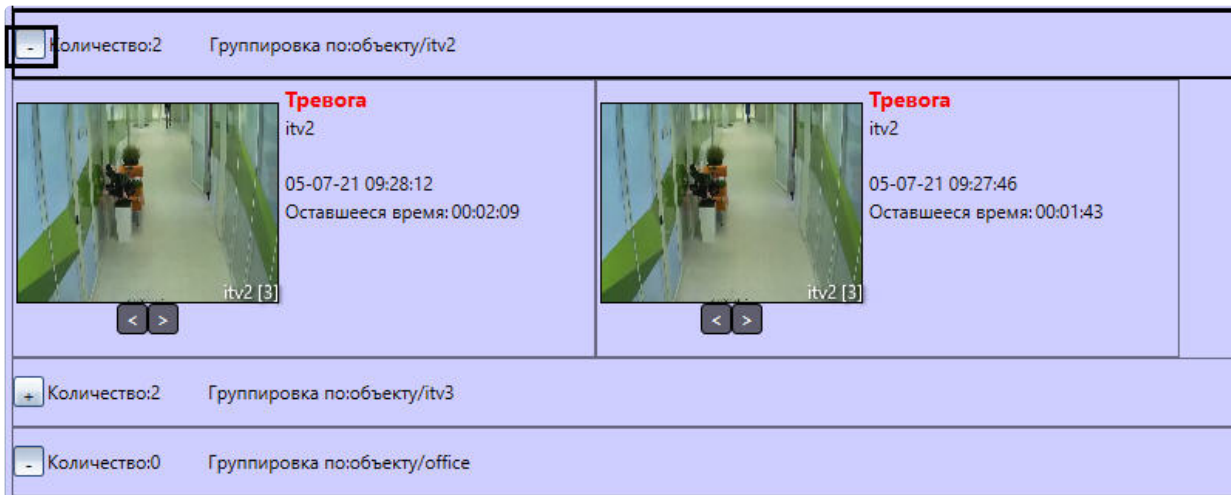 - Количество:2 Группировка по:объекту/itv2
Тревога
itv2
05-07-21 09:28:12
Оставшееся время: 00:02:09
itv2 [3]
< >
Тревога
itv2
05-07-21 09:27:46
Оставшееся время: 00:01:43
itv2 [3]
< >
+ Количество:2 Группировка по:объекту/itv3
- Количество:0 Группировка по:объекту/office